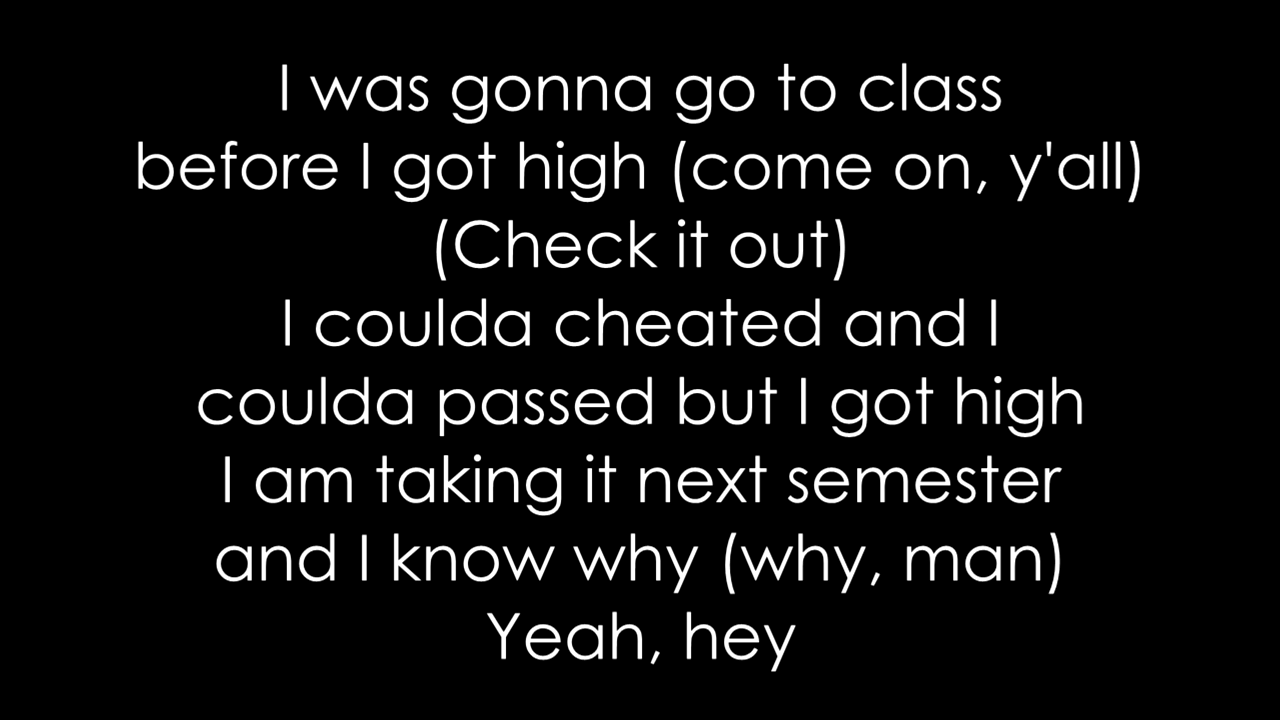 I was gonna go to class
before I got high (come on, y'all)
(Check it out)
I coulda cheated and I
coulda passed but I got high
I am taking it next semester
and I know why (why, man)
Yeah, hey